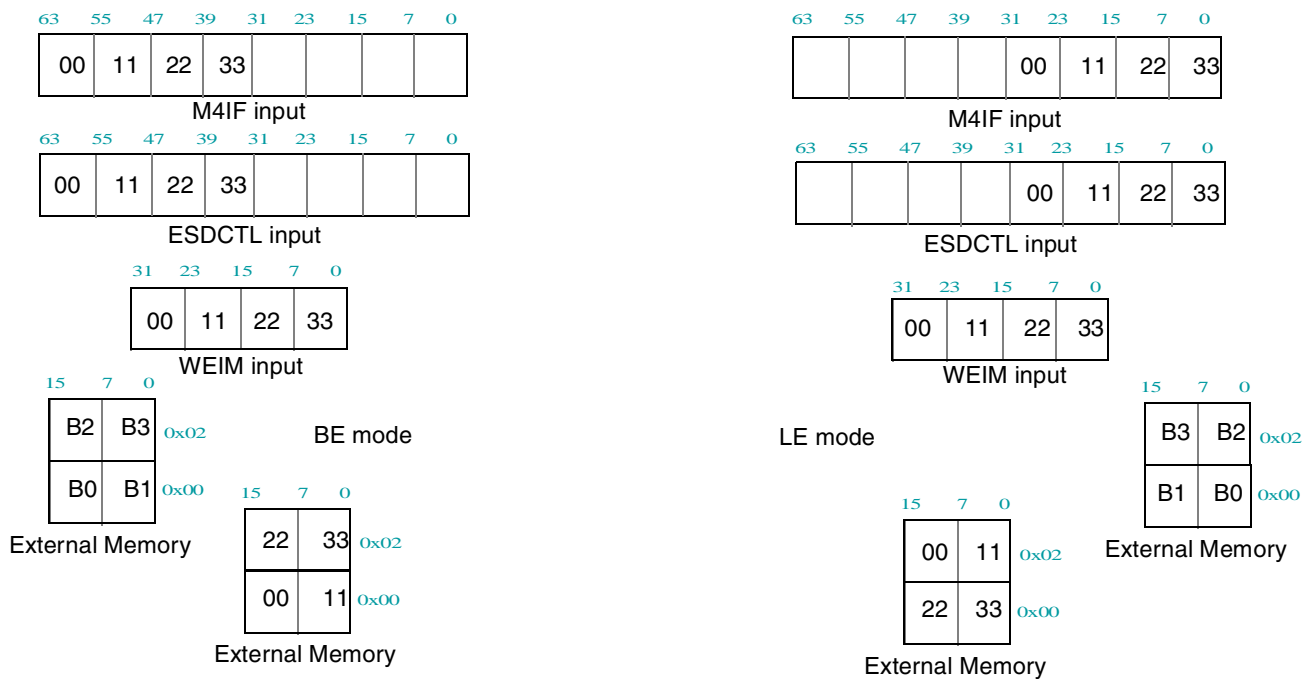 63 55 47 39 31 23 15 7 0
00 11 22 33
M4IF input
63 55 47 39 31 23 15 7 0
00 11 22 33
ESDCTL input
31 23 15 7 0
00 11 22 33
WEIM input
15 7 0
B2 B3 0x02
B0 B1 0x00
External Memory
BE mode
15 7 0
22 33 0x02
00 11 0x00
External Memory
63 55 47 39 31 23 15 7 0
00 11 22 33
M4IF input
63 55 47 39 31 23 15 7 0
00 11 22 33
ESDCTL input
31 23 15 7 0
00 11 22 33
WEIM input
LE mode
15 7 0
B3 B2 0x02
B1 B0 0x00
External Memory
15 7 0
00 11 0x02
22 33 0x00
External Memory